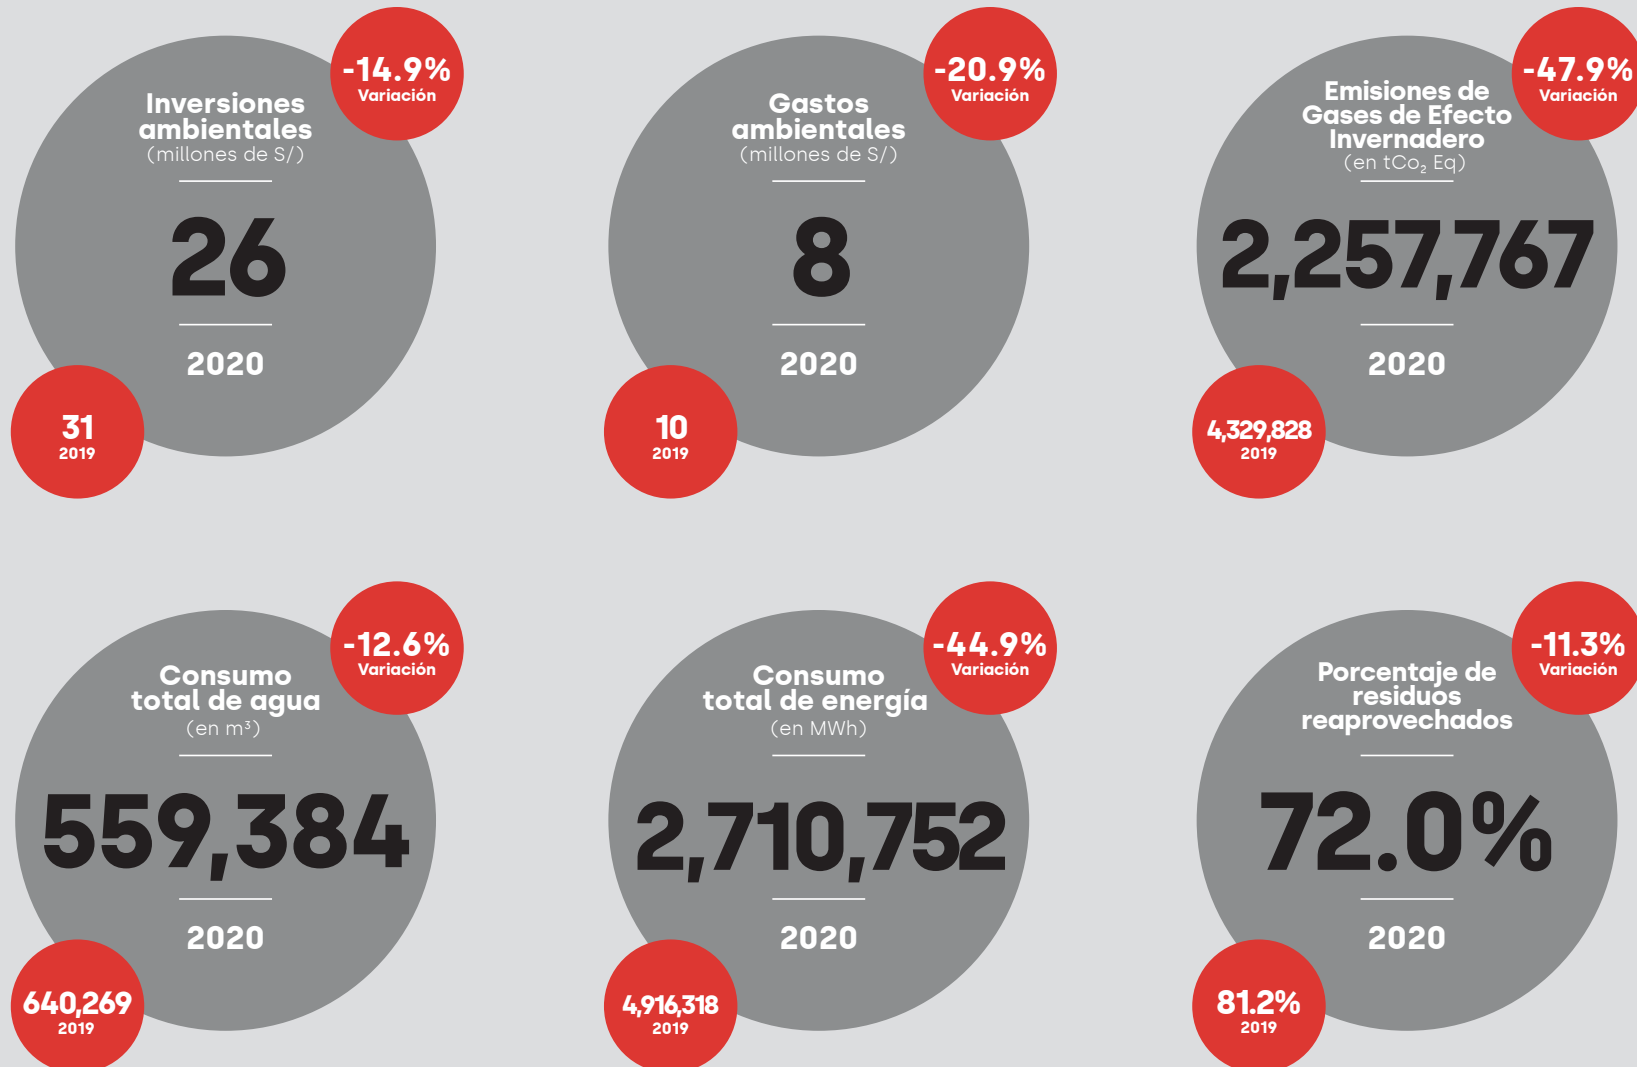 -14.9%
Variación
Inversiones
ambientales
(millones de S/)
26
2020
31
2019
-20.9%
Variación
Gastos
ambientales
(millones de S/)
8
2020
10
2019
-47.9%
Variación
Emisiones de
Gases de Efecto
Invernadero
(en tCo₂ Eq)
2,257,767
2020
4,329,828
2019
-12.6%
Variación
Consumo
total de agua
(en m³)
559,384
2020
640,269
2019
-44.9%
Variación
Consumo
total de energía
(en MWh)
2,710,752
2020
4,916,318
2019
-11.3%
Variación
Porcentaje de
residuos
reaprovechados
72.0%
2020
81.2%
2019